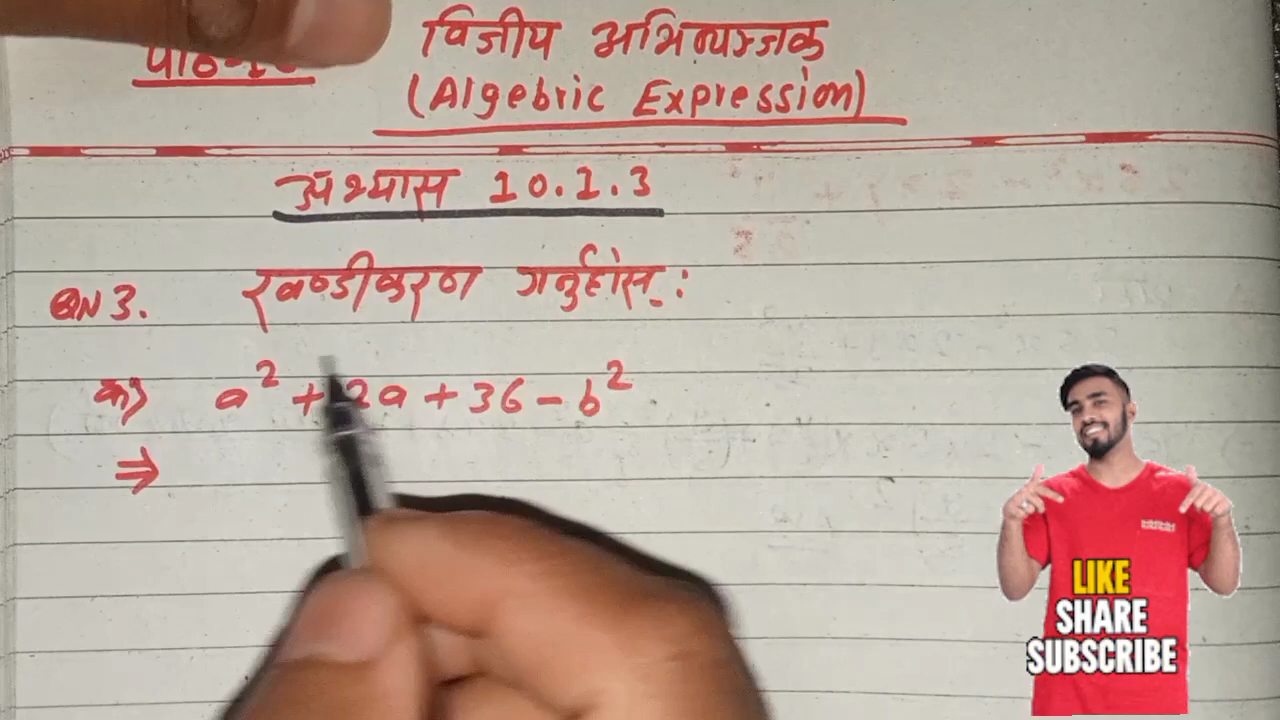 विजीय अभिव्यञ्जक
(Algebric Expression)
अभ्यास 10.1.3
QN 3. खण्डीकरण गर्नुहोस् :
क) a² + 2a + 36 - b²
⇒
LIKE
SHARE
SUBSCRIBE